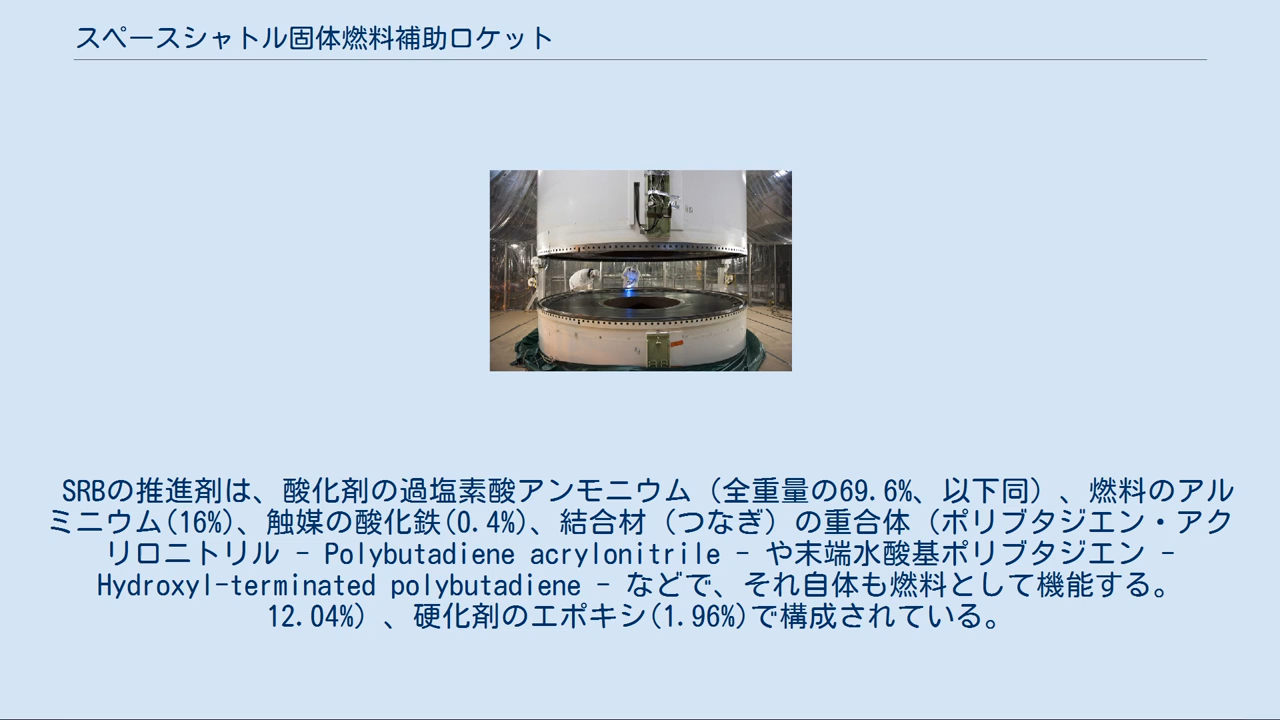 スペースシャトル固体燃料補助ロケット
SRBの推進剤は、酸化剤の過塩素酸アンモニウム（全重量の69.6%、以下同）、燃料のアル
ミニウム(16%)、触媒の酸化鉄(0.4%)、結合材（つなぎ）の重合体（ポリブタジエン・アク
リロニトリル - Polybutadiene acrylonitrile - や末端水酸基ポリブタジエン -
Hydroxyl-terminated polybutadiene - などで、それ自体も燃料として機能する。
12.04%）、硬化剤のエポキシ(1.96%)で構成されている。